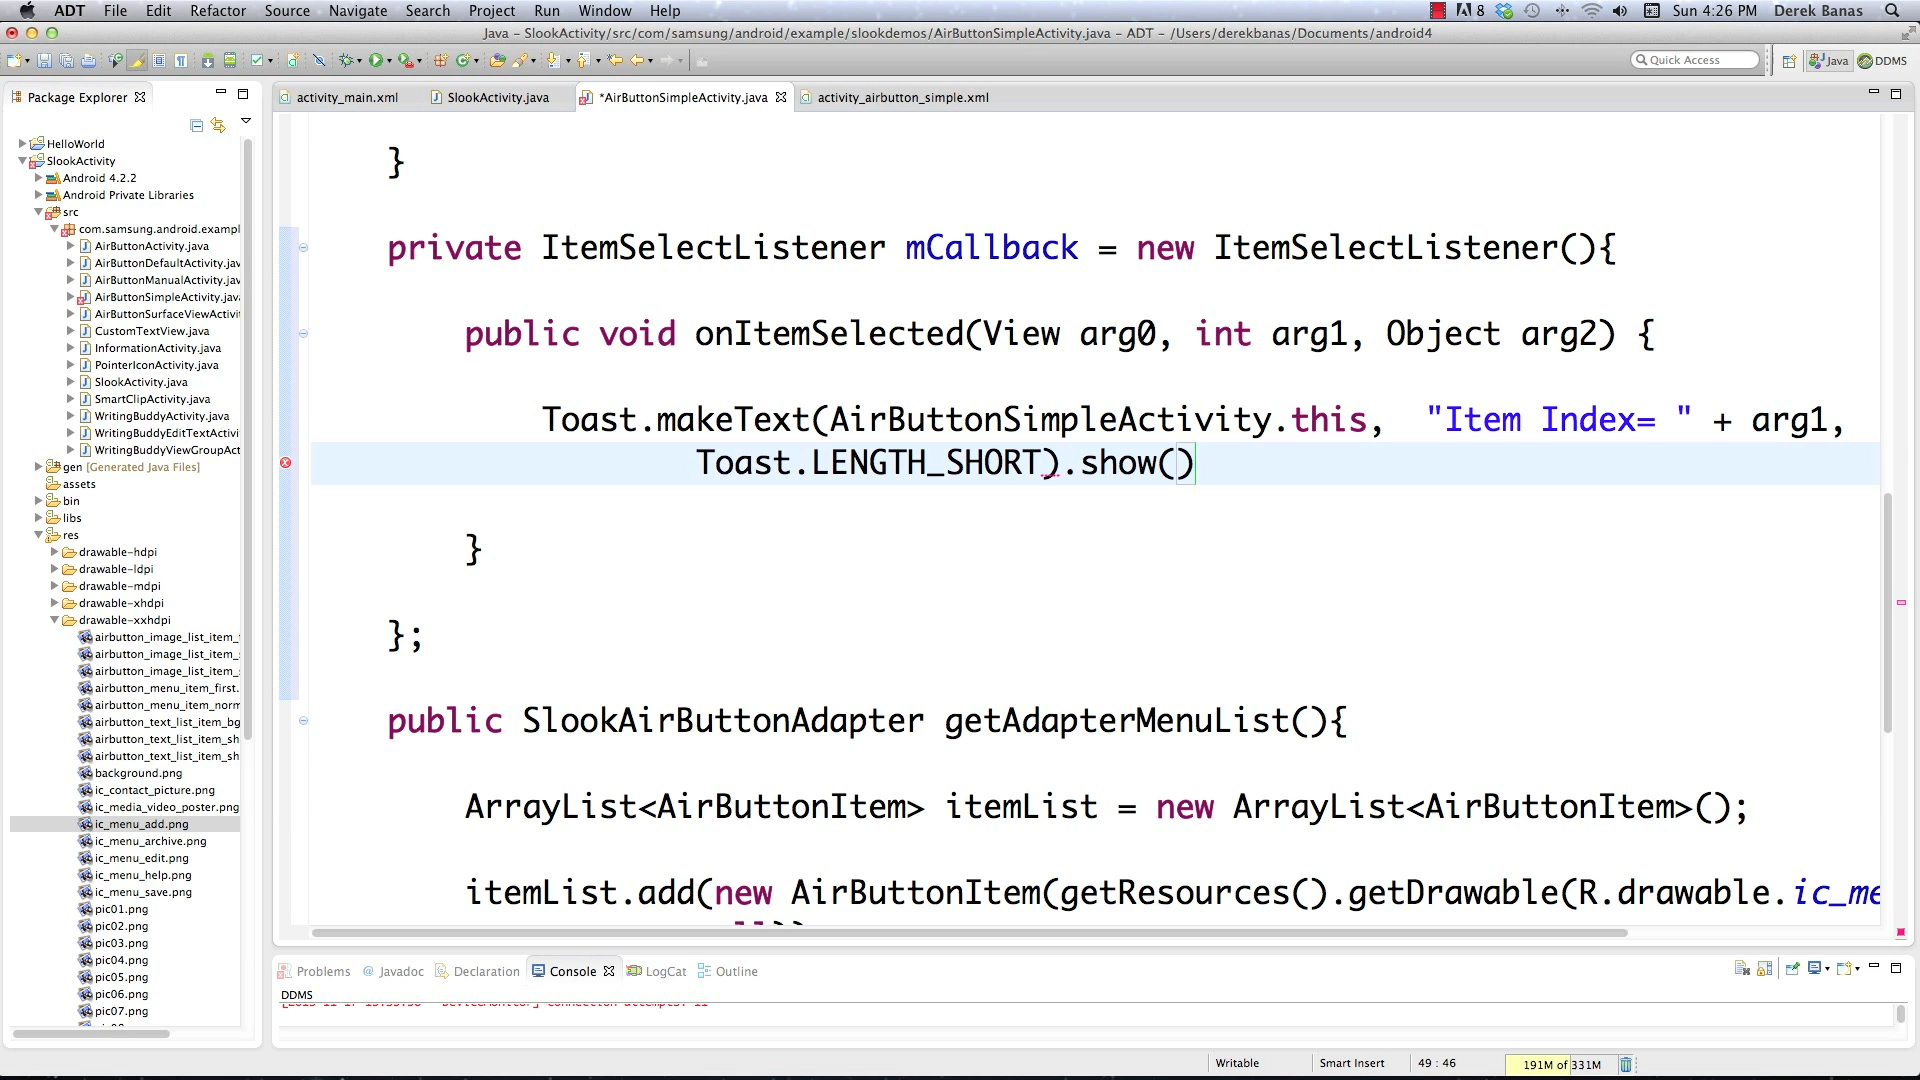 ADT File Edit Refactor Source Navigate Search Project Run Window Help 8 Sun 4:26 PM Derek Banas
Java – SlookActivity/src/com/samsung/android/example/slookdemos/AirButtonSimpleActivity.java – ADT – /Users/derekbanas/Documents/android4
Quick Access Java DDMS
Package Explorer
activity_main.xml SlookActivity.java *AirButtonSimpleActivity.java activity_airbutton_simple.xml
HelloWorld
SlookActivity
Android 4.2.2
Android Private Libraries
src
com.samsung.android.exampl
AirButtonActivity.java
AirButtonDefaultActivity.jav
AirButtonManualActivity.jav
AirButtonSimpleActivity.java
AirButtonSurfaceViewActivit
CustomTextView.java
InformationActivity.java
PointerIconActivity.java
SlookActivity.java
SmartClipActivity.java
WritingBuddyActivity.java
WritingBuddyEditTextActivi
WritingBuddyViewGroupAct
gen [Generated Java Files]
assets
bin
libs
res
drawable-hdpi
drawable-ldpi
drawable-mdpi
drawable-xhdpi
drawable-xxhdpi
airbutton_image_list_item_
airbutton_image_list_item_
airbutton_image_list_item_
airbutton_menu_item_first.
airbutton_menu_item_norm
airbutton_text_list_item_bg
airbutton_text_list_item_sh
airbutton_text_list_item_sh
background.png
ic_contact_picture.png
ic_media_video_poster.png
ic_menu_add.png
ic_menu_archive.png
ic_menu_edit.png
ic_menu_help.png
ic_menu_save.png
pic01.png
pic02.png
pic03.png
pic04.png
pic05.png
pic06.png
pic07.png
}
private ItemSelectListener mCallback = new ItemSelectListener(){
public void onItemSelected(View arg0, int arg1, Object arg2) {
Toast.makeText(AirButtonSimpleActivity.this, "Item Index= " + arg1,
Toast.LENGTH_SHORT).show()
}
};
public SlookAirButtonAdapter getAdapterMenuList(){
ArrayList<AirButtonItem> itemList = new ArrayList<AirButtonItem>();
itemList.add(new AirButtonItem(getResources().getDrawable(R.drawable.ic_me
Problems @ Javadoc Declaration Console LogCat Outline
DDMS
Writable Smart Insert 49 : 46 191M of 331M